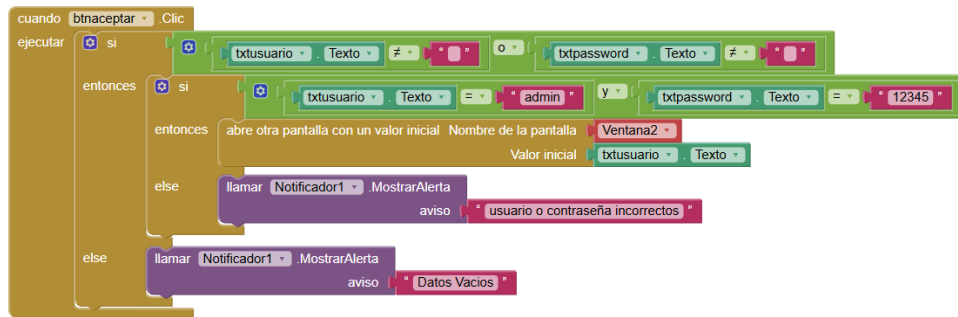 cuando btnaceptar .Clic
ejecutar si txtusuario . Texto ≠ " " o txtpassword . Texto ≠ " "
entonces si txtusuario . Texto = " admin " y txtpassword . Texto = " 12345 "
entonces abre otra pantalla con un valor inicial Nombre de la pantalla Ventana2
Valor inicial txtusuario . Texto
else llamar Notificador1 .MostrarAlerta
aviso " usuario o contraseña incorrectos "
else llamar Notificador1 .MostrarAlerta
aviso " Datos Vacios "